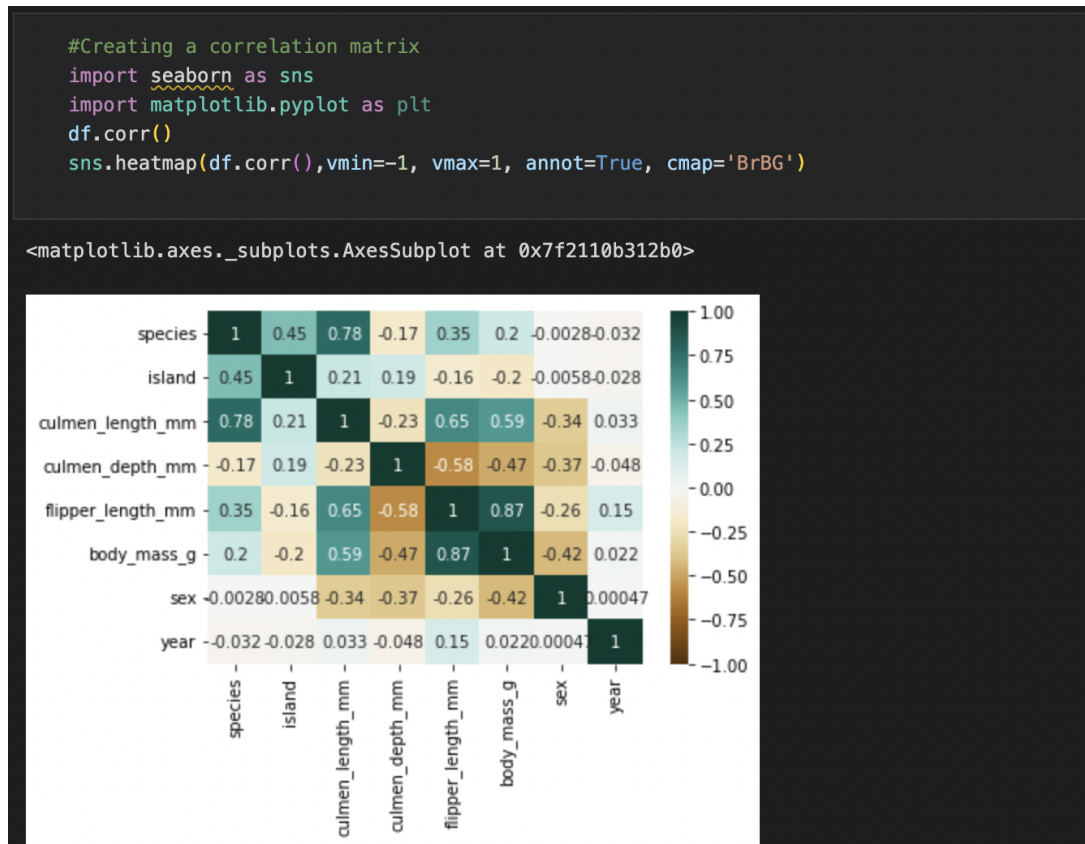 #Creating a correlation matrix
import seaborn as sns
import matplotlib.pyplot as plt
df.corr()
sns.heatmap(df.corr(),vmin=-1, vmax=1, annot=True, cmap='BrBG')
<matplotlib.axes._subplots.AxesSubplot at 0x7f2110b312b0>
species 1 0.45 0.78 -0.17 0.35 0.2 -0.0028 -0.032
island 0.45 1 0.21 0.19 -0.16 -0.2 -0.0058 -0.028
culmen_length_mm 0.78 0.21 1 -0.23 0.65 0.59 -0.34 0.033
culmen_depth_mm -0.17 0.19 -0.23 1 -0.58 -0.47 -0.37 -0.048
flipper_length_mm 0.35 -0.16 0.65 -0.58 1 0.87 -0.26 0.15
body_mass_g 0.2 -0.2 0.59 -0.47 0.87 1 -0.42 0.022
sex -0.0028 0.0058 -0.34 -0.37 -0.26 -0.42 1 0.00047
year -0.032 -0.028 0.033 -0.048 0.15 0.022 0.00047 1
species
island
culmen_length_mm
culmen_depth_mm
flipper_length_mm
body_mass_g
sex
year
1.00
0.75
0.50
0.25
0.00
-0.25
-0.50
-0.75
-1.00